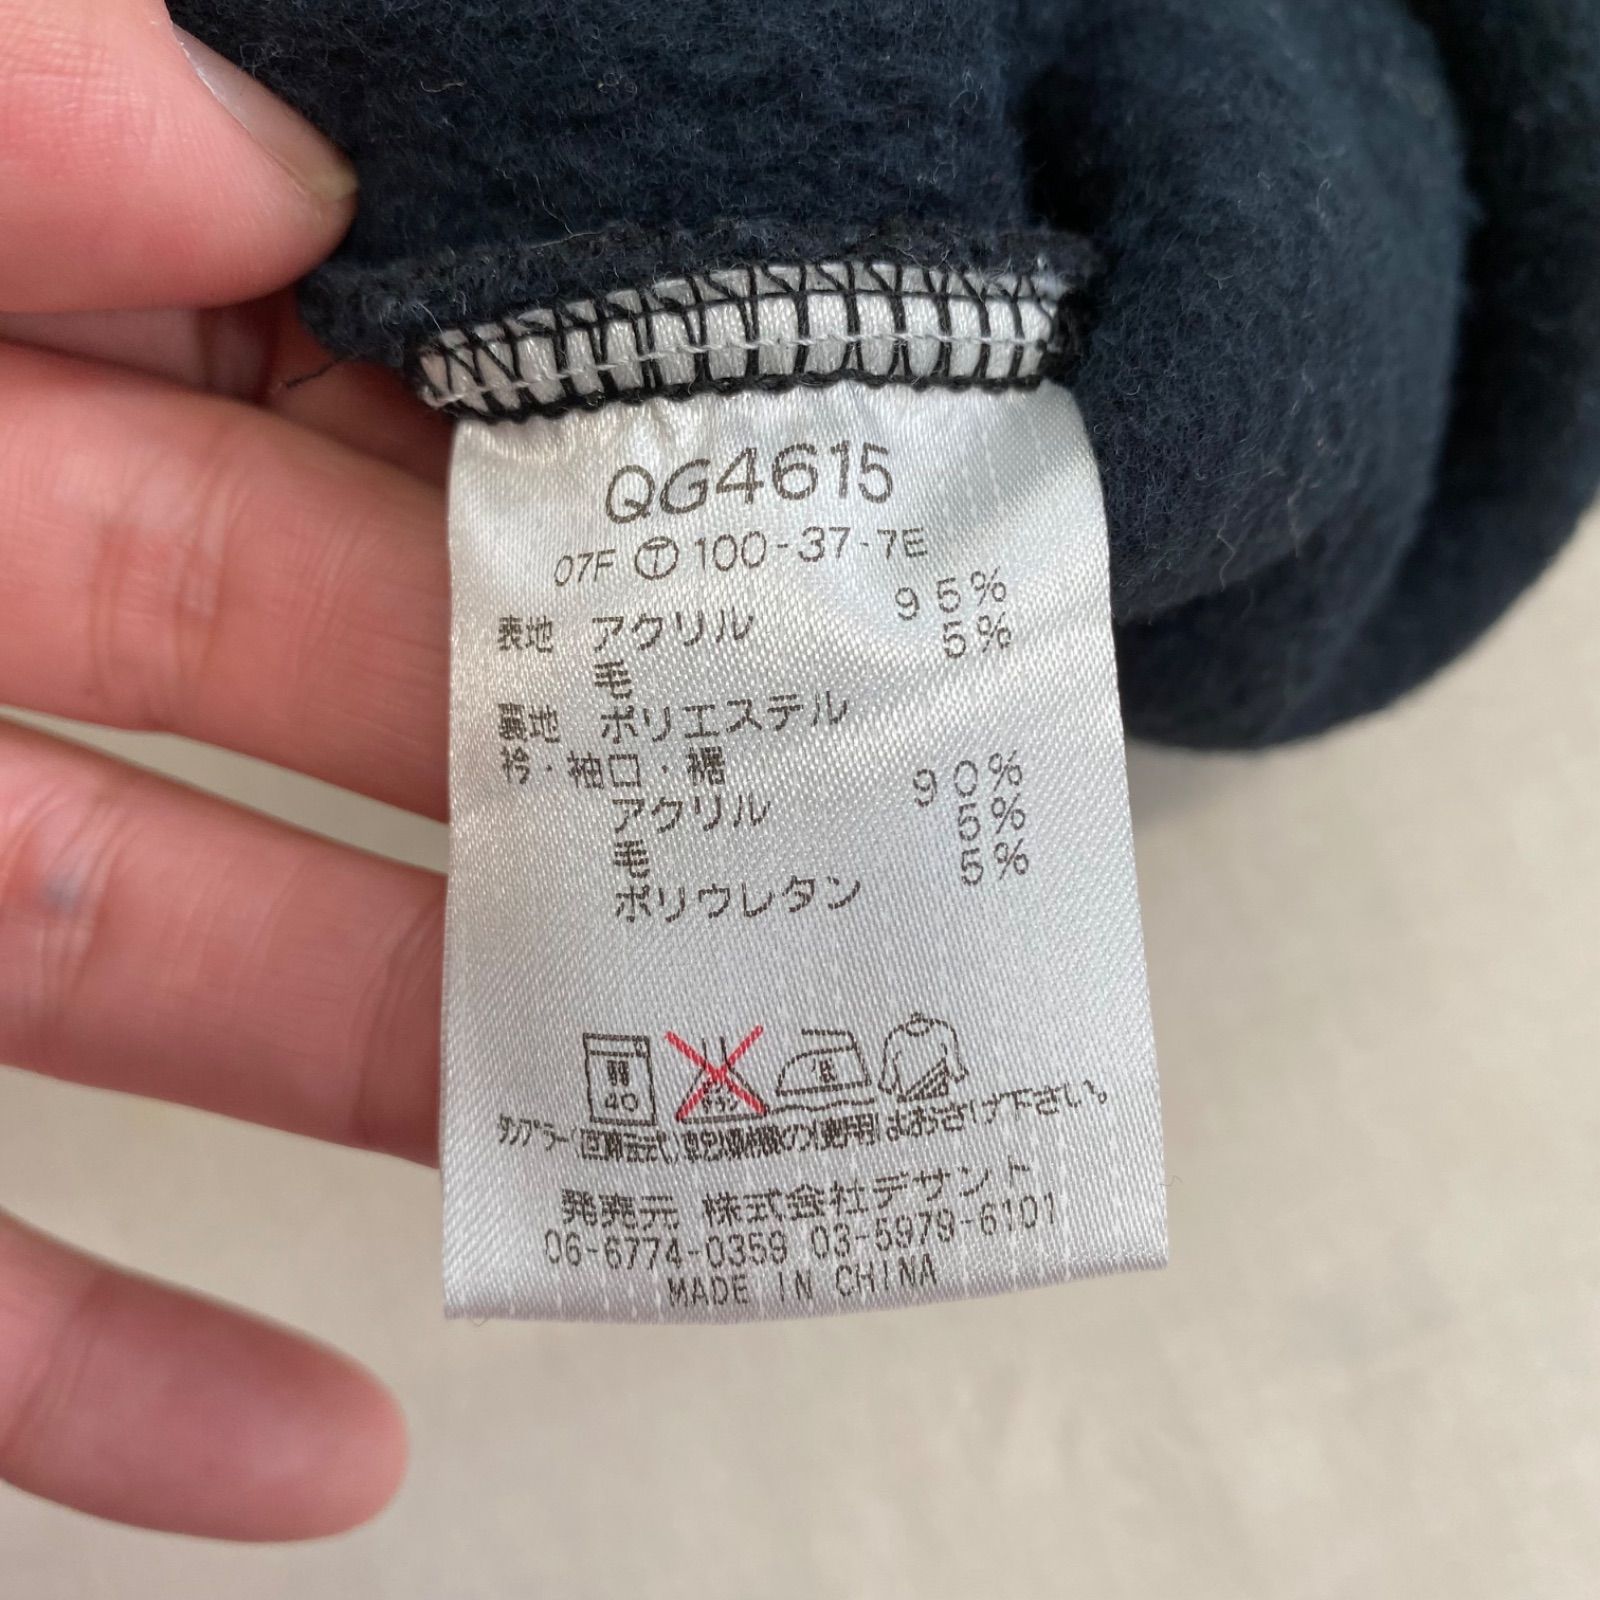 QG4615
07F Ⓣ 100-37-7E
表地 アクリル 95%
毛 5%
裏地 ポリエステル
衿・袖口・裾
アクリル 90%
毛 5%
ポリウレタン 5%
弱
40
低
タンブラー(回転式)乾燥機の使用はおさけ下さい。
発売元 株式会社デサント
06-6774-0359 03-5979-6101
MADE IN CHINA